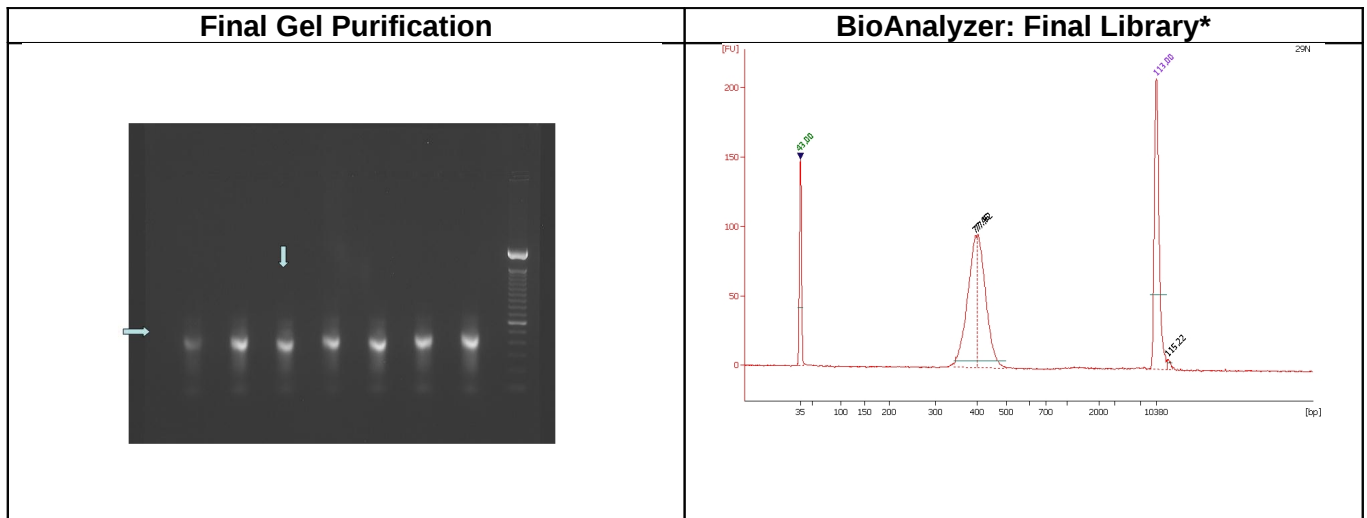 Final Gel Purification
BioAnalyzer: Final Library*
[FU]
29N
200
150
100
50
0
43.00
113.00
115.22
35 100 150 200 300 400 500 700 2000 10380 [bp]